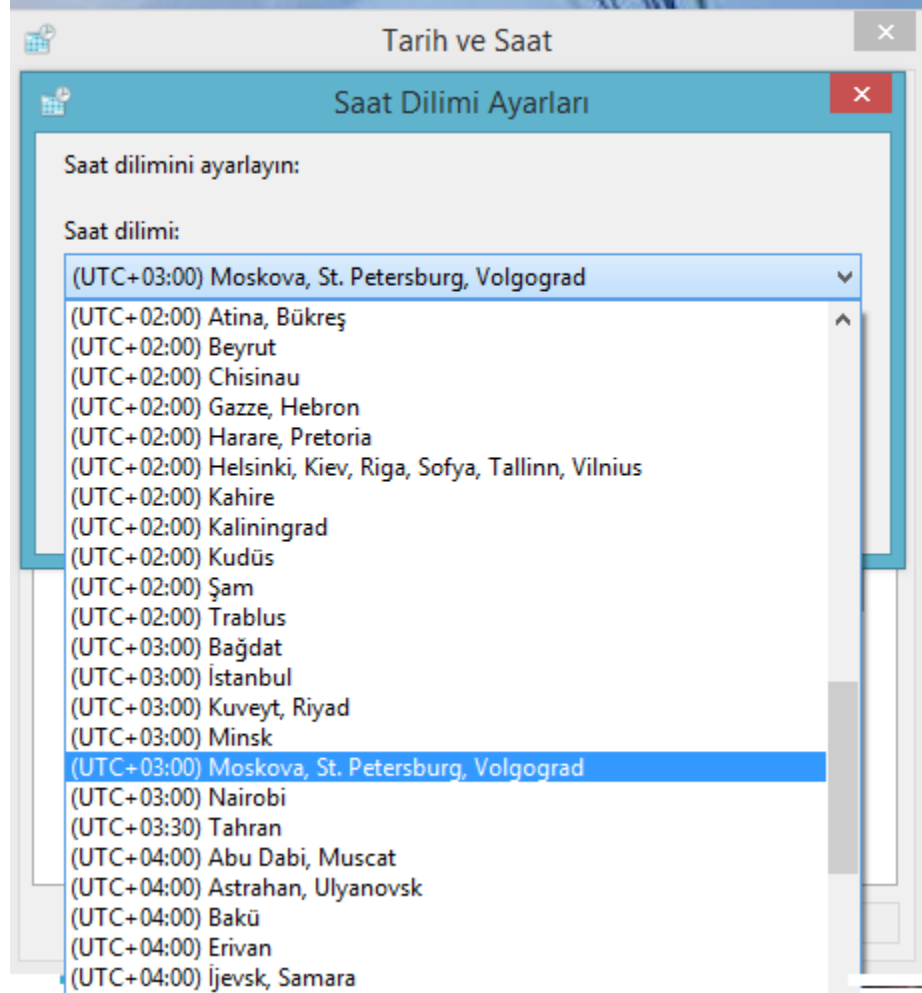 Tarih ve Saat
Saat Dilimi Ayarları
Saat dilimini ayarlayın:
Saat dilimi:
(UTC+03:00) Moskova, St. Petersburg, Volgograd
(UTC+02:00) Atina, Bükreş
(UTC+02:00) Beyrut
(UTC+02:00) Chisinau
(UTC+02:00) Gazze, Hebron
(UTC+02:00) Harare, Pretoria
(UTC+02:00) Helsinki, Kiev, Riga, Sofya, Tallinn, Vilnius
(UTC+02:00) Kahire
(UTC+02:00) Kaliningrad
(UTC+02:00) Kudüs
(UTC+02:00) Şam
(UTC+02:00) Trablus
(UTC+03:00) Bağdat
(UTC+03:00) İstanbul
(UTC+03:00) Kuveyt, Riyad
(UTC+03:00) Minsk
(UTC+03:00) Moskova, St. Petersburg, Volgograd
(UTC+03:00) Nairobi
(UTC+03:30) Tahran
(UTC+04:00) Abu Dabi, Muscat
(UTC+04:00) Astrahan, Ulyanovsk
(UTC+04:00) Bakü
(UTC+04:00) Erivan
(UTC+04:00) İjevsk, Samara